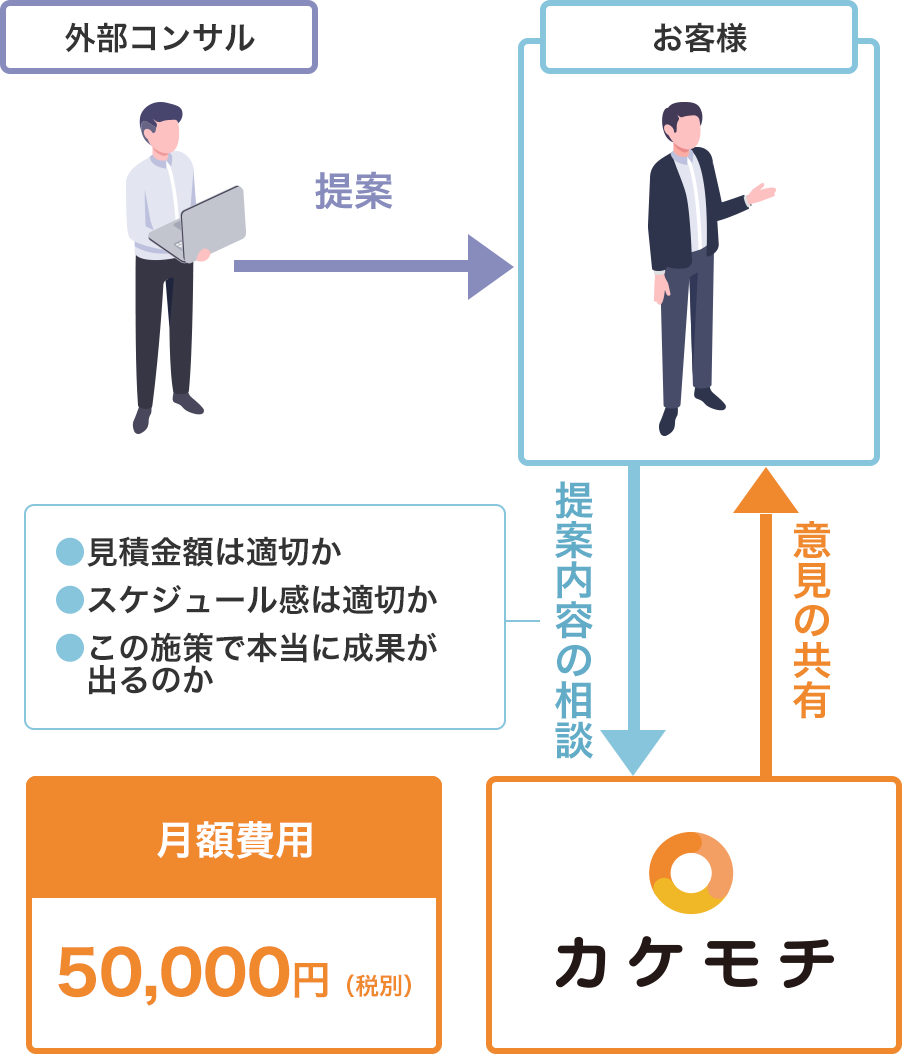 外部コンサル
お客様
提案
提案内容の相談
意見の共有
●見積金額は適切か
●スケジュール感は適切か
●この施策で本当に成果が
出るのか
月額費用
50,000円（税別）
カケモチ